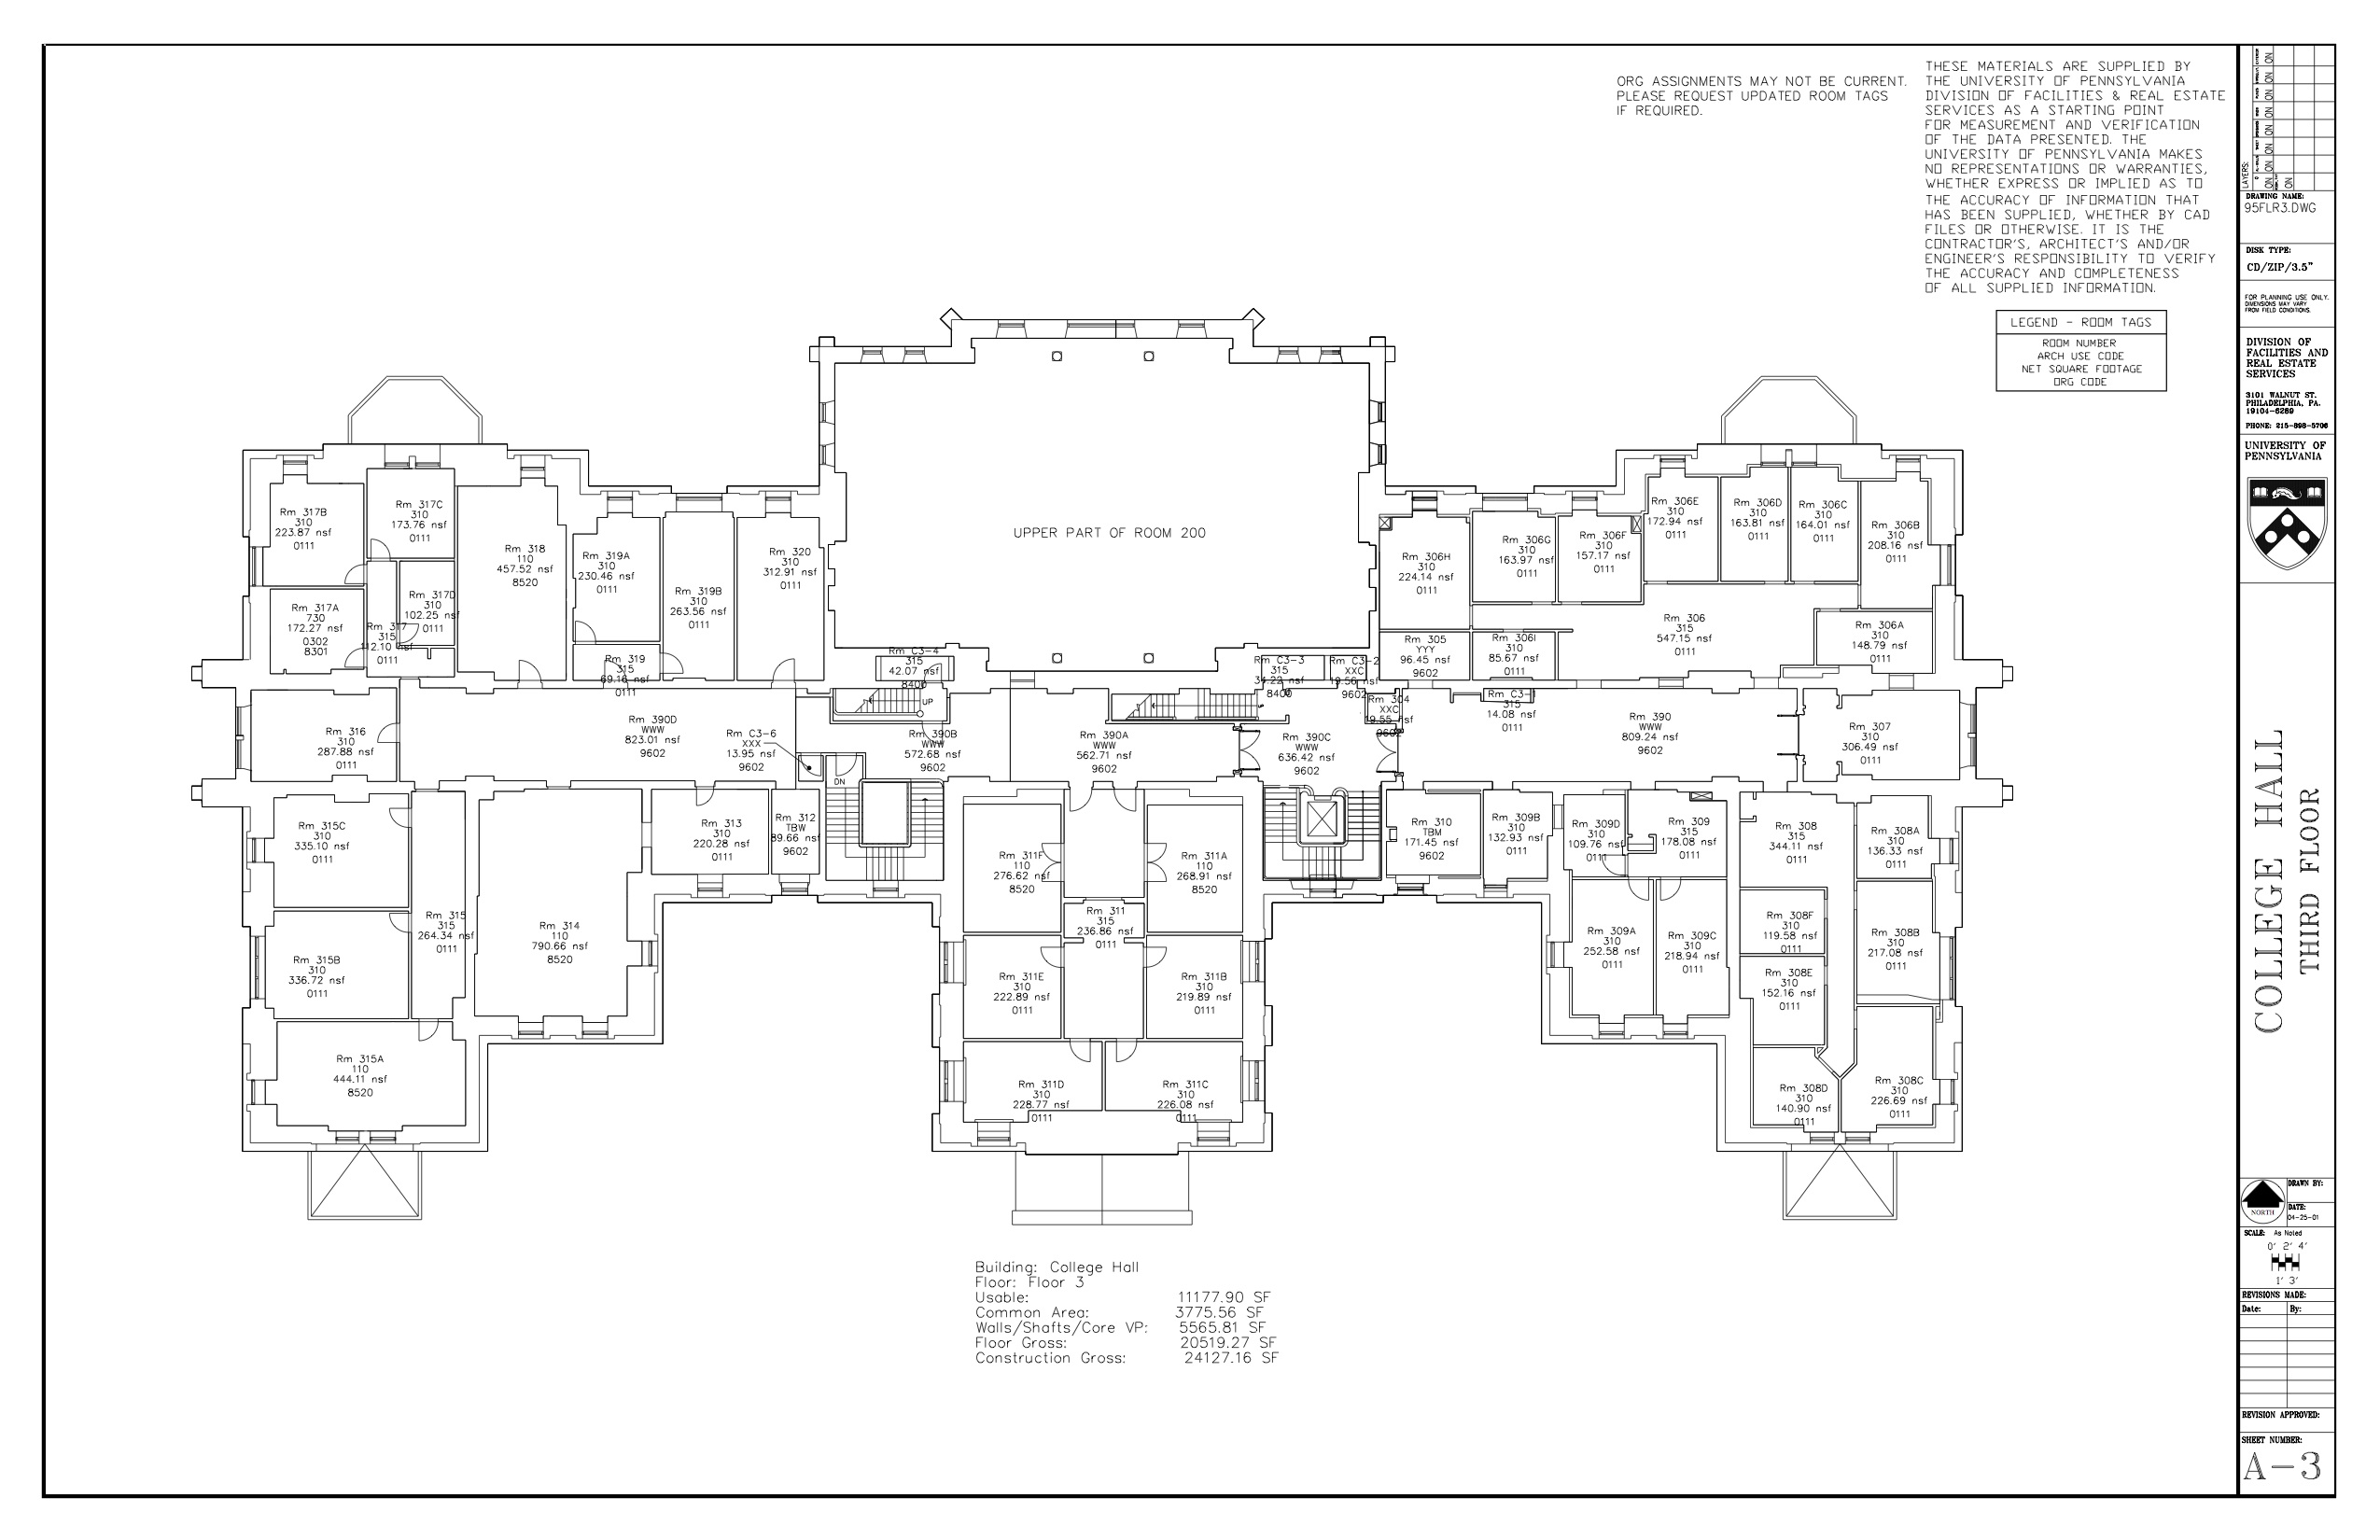 ORG ASSIGNMENTS MAY NOT BE CURRENT.
PLEASE REQUEST UPDATED ROOM TAGS
IF REQUIRED.
THESE MATERIALS ARE SUPPLIED BY
THE UNIVERSITY OF PENNSYLVANIA
DIVISION OF FACILITIES & REAL ESTATE
SERVICES AS A STARTING POINT
FOR MEASUREMENT AND VERIFICATION
OF THE DATA PRESENTED. THE
UNIVERSITY OF PENNSYLVANIA MAKES
NO REPRESENTATIONS OR WARRANTIES,
WHETHER EXPRESS OR IMPLIED AS TO
THE ACCURACY OF INFORMATION THAT
HAS BEEN SUPPLIED, WHETHER BY CAD
FILES OR OTHERWISE. IT IS THE
CONTRACTOR'S, ARCHITECT'S AND/OR
ENGINEER'S RESPONSIBILITY TO VERIFY
THE ACCURACY AND COMPLETENESS
OF ALL SUPPLIED INFORMATION.
LEGEND - ROOM TAGS
ROOM NUMBER
ARCH USE CODE
NET SQUARE FOOTAGE
ORG CODE
UPPER PART OF ROOM 200
Rm 317B
310
223.87 nsf
0111
Rm 317C
310
173.76 nsf
0111
Rm 318
110
457.52 nsf
8520
Rm 319A
310
230.46 nsf
0111
Rm 319B
310
263.56 nsf
0111
Rm 320
310
312.91 nsf
0111
Rm 317A
730
172.27 nsf
0302
8301
Rm 317D
310
102.25 nsf
0111
Rm 317
315
112.10 nsf
0111
Rm 319
315
69.16 nsf
0111
Rm C3-4
315
42.07 nsf
8400
Rm C3-3
315
34.22 nsf
8400
Rm C3-2
XXC
19.56 nsf
9602
Rm 304
XXC
19.55 nsf
9602
Rm 306H
310
224.14 nsf
0111
Rm 306G
310
163.97 nsf
0111
Rm 306F
310
157.17 nsf
0111
Rm 306E
310
172.94 nsf
0111
Rm 306D
310
163.81 nsf
0111
Rm 306C
310
164.01 nsf
0111
Rm 306B
310
208.16 nsf
0111
Rm 305
YYY
96.45 nsf
9602
Rm 306I
310
85.67 nsf
0111
Rm 306
315
547.15 nsf
0111
Rm 306A
310
148.79 nsf
0111
Rm 316
310
287.88 nsf
0111
Rm 390D
WWW
823.01 nsf
9602
Rm C3-6
XXX
13.95 nsf
9602
UP
DN
Rm 390B
WWW
572.68 nsf
9602
Rm 390A
WWW
562.71 nsf
9602
Rm 390C
WWW
636.42 nsf
9602
Rm C3-1
315
14.08 nsf
0111
Rm 390
WWW
809.24 nsf
9602
Rm 307
310
306.49 nsf
0111
Rm 315C
310
335.10 nsf
0111
Rm 313
310
220.28 nsf
0111
Rm 312
TBW
89.66 nsf
9602
Rm 311F
110
276.62 nsf
8520
Rm 311A
110
268.91 nsf
8520
Rm 310
TBM
171.45 nsf
9602
Rm 309B
310
132.93 nsf
0111
Rm 309D
310
109.76 nsf
0111
Rm 309
315
178.08 nsf
0111
Rm 308
315
344.11 nsf
0111
Rm 308A
310
136.33 nsf
0111
Rm 315B
310
336.72 nsf
0111
Rm 315
315
264.34 nsf
0111
Rm 314
110
790.66 nsf
8520
Rm 311
315
236.86 nsf
0111
Rm 311E
310
222.89 nsf
0111
Rm 311B
310
219.89 nsf
0111
Rm 309A
310
252.58 nsf
0111
Rm 309C
310
218.94 nsf
0111
Rm 308F
310
119.58 nsf
0111
Rm 308E
310
152.16 nsf
0111
Rm 308B
310
217.08 nsf
0111
Rm 315A
110
444.11 nsf
8520
Rm 311D
310
228.77 nsf
0111
Rm 311C
310
226.08 nsf
0111
Rm 308D
310
140.90 nsf
0111
Rm 308C
310
226.69 nsf
0111
Building: College Hall
Floor: Floor 3
Usable: 11177.90 SF
Common Area: 3775.56 SF
Walls/Shafts/Core VP: 5565.81 SF
Floor Gross: 20519.27 SF
Construction Gross: 24127.16 SF
LAYERS:
ON ON ON ON ON ON
ON
DRAWING NAME:
95FLR3.DWG
DISK TYPE:
CD/ZIP/3.5"
FOR PLANNING USE ONLY.
DIMENSIONS MAY VARY
FROM FIELD CONDITIONS.
DIVISION OF
FACILITIES AND
REAL ESTATE
SERVICES
3101 WALNUT ST.
PHILADELPHIA, PA.
19104-6289
PHONE: 215-898-5706
UNIVERSITY OF
PENNSYLVANIA
COLLEGE HALL
THIRD FLOOR
NORTH
DRAWN BY:
DATE:
04-25-01
SCALE: As Noted
0' 2' 4'
1' 3'
REVISIONS MADE:
Date: By:
REVISION APPROVED:
SHEET NUMBER:
A-3